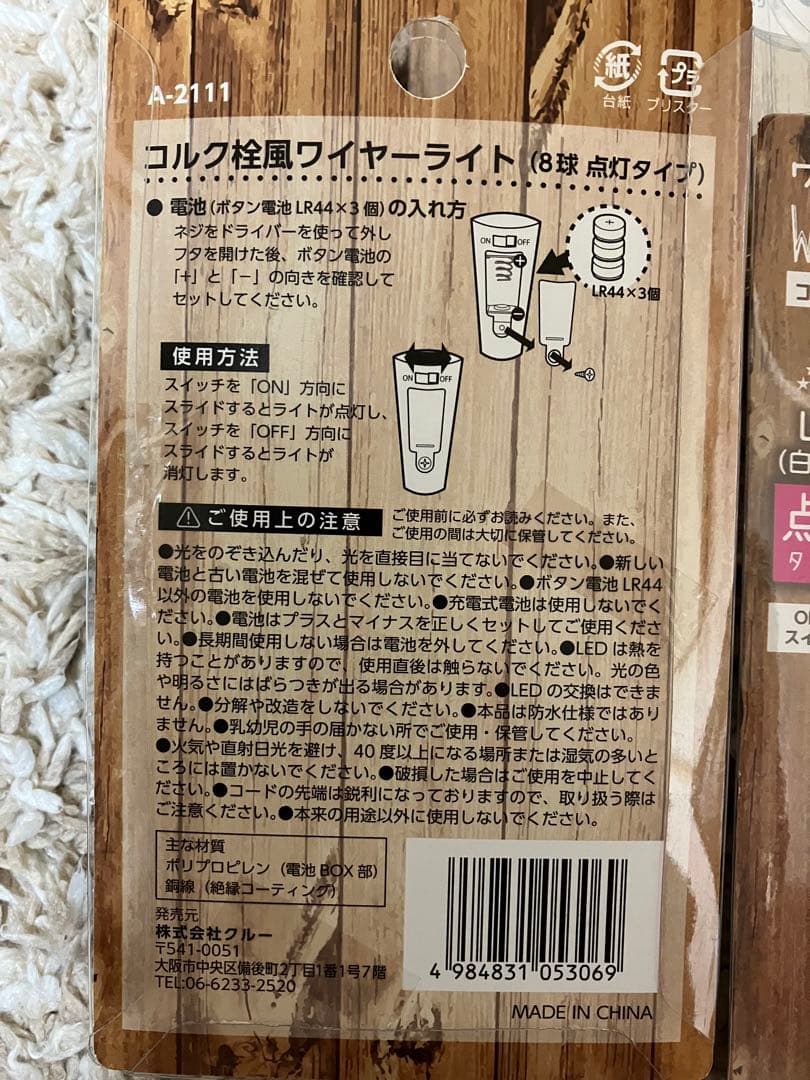 A-2111
紙
台紙
プラ
ブリスター
コルク栓風ワイヤーライト(8球 点灯タイプ)
● 電池(ボタン電池 LR44×3 個)の入れ方
ネジをドライバーを使って外し
フタを開けた後、ボタン電池の
「+」と「−」の向きを確認して
セットしてください。
ON OFF
LR44×3個
使用方法
スイッチを「ON」方向に
スライドするとライトが点灯し、
スイッチを「OFF」方向に
スライドするとライトが
消灯します。
ON OFF
⚠ ご使用上の注意
ご使用前に必ずお読みください。また、
ご使用の間は大切に保管してください。
●光をのぞき込んだり、光を直接目に当てないでください。●新しい
電池と古い電池を混ぜて使用しないでください。●ボタン電池 LR44
以外の電池を使用しないでください。●充電式電池は使用しないでく
ださい。●電池はプラスとマイナスを正しくセットしてご使用くださ
い。●長期間使用しない場合は電池を外してください。●LED は熱を
持つことがありますので、使用直後は触らないでください。光の色
や明るさにはばらつきが出る場合があります。●LED の交換はできま
せん。●分解や改造をしないでください。●本品は防水仕様ではあり
ません。●乳幼児の手の届かない所でご使用・保管してください。
●火気や直射日光を避け、40 度以上になる場所または湿気の多いと
ころには置かないでください。●破損した場合はご使用を中止してく
ださい。●コードの先端は鋭利になっておりますので、取り扱う際は
ご注意ください。●本来の用途以外に使用しないでください。
主な材質
ポリプロピレン(電池 BOX 部)
銅線(絶縁コーティング)
発売元
株式会社クルー
〒541-0051
大阪市中央区備後町2丁目1番1号7階
TEL:06-6233-2520
4 984831 053069
MADE IN CHINA
W
コ
(白
点
タ
スイ